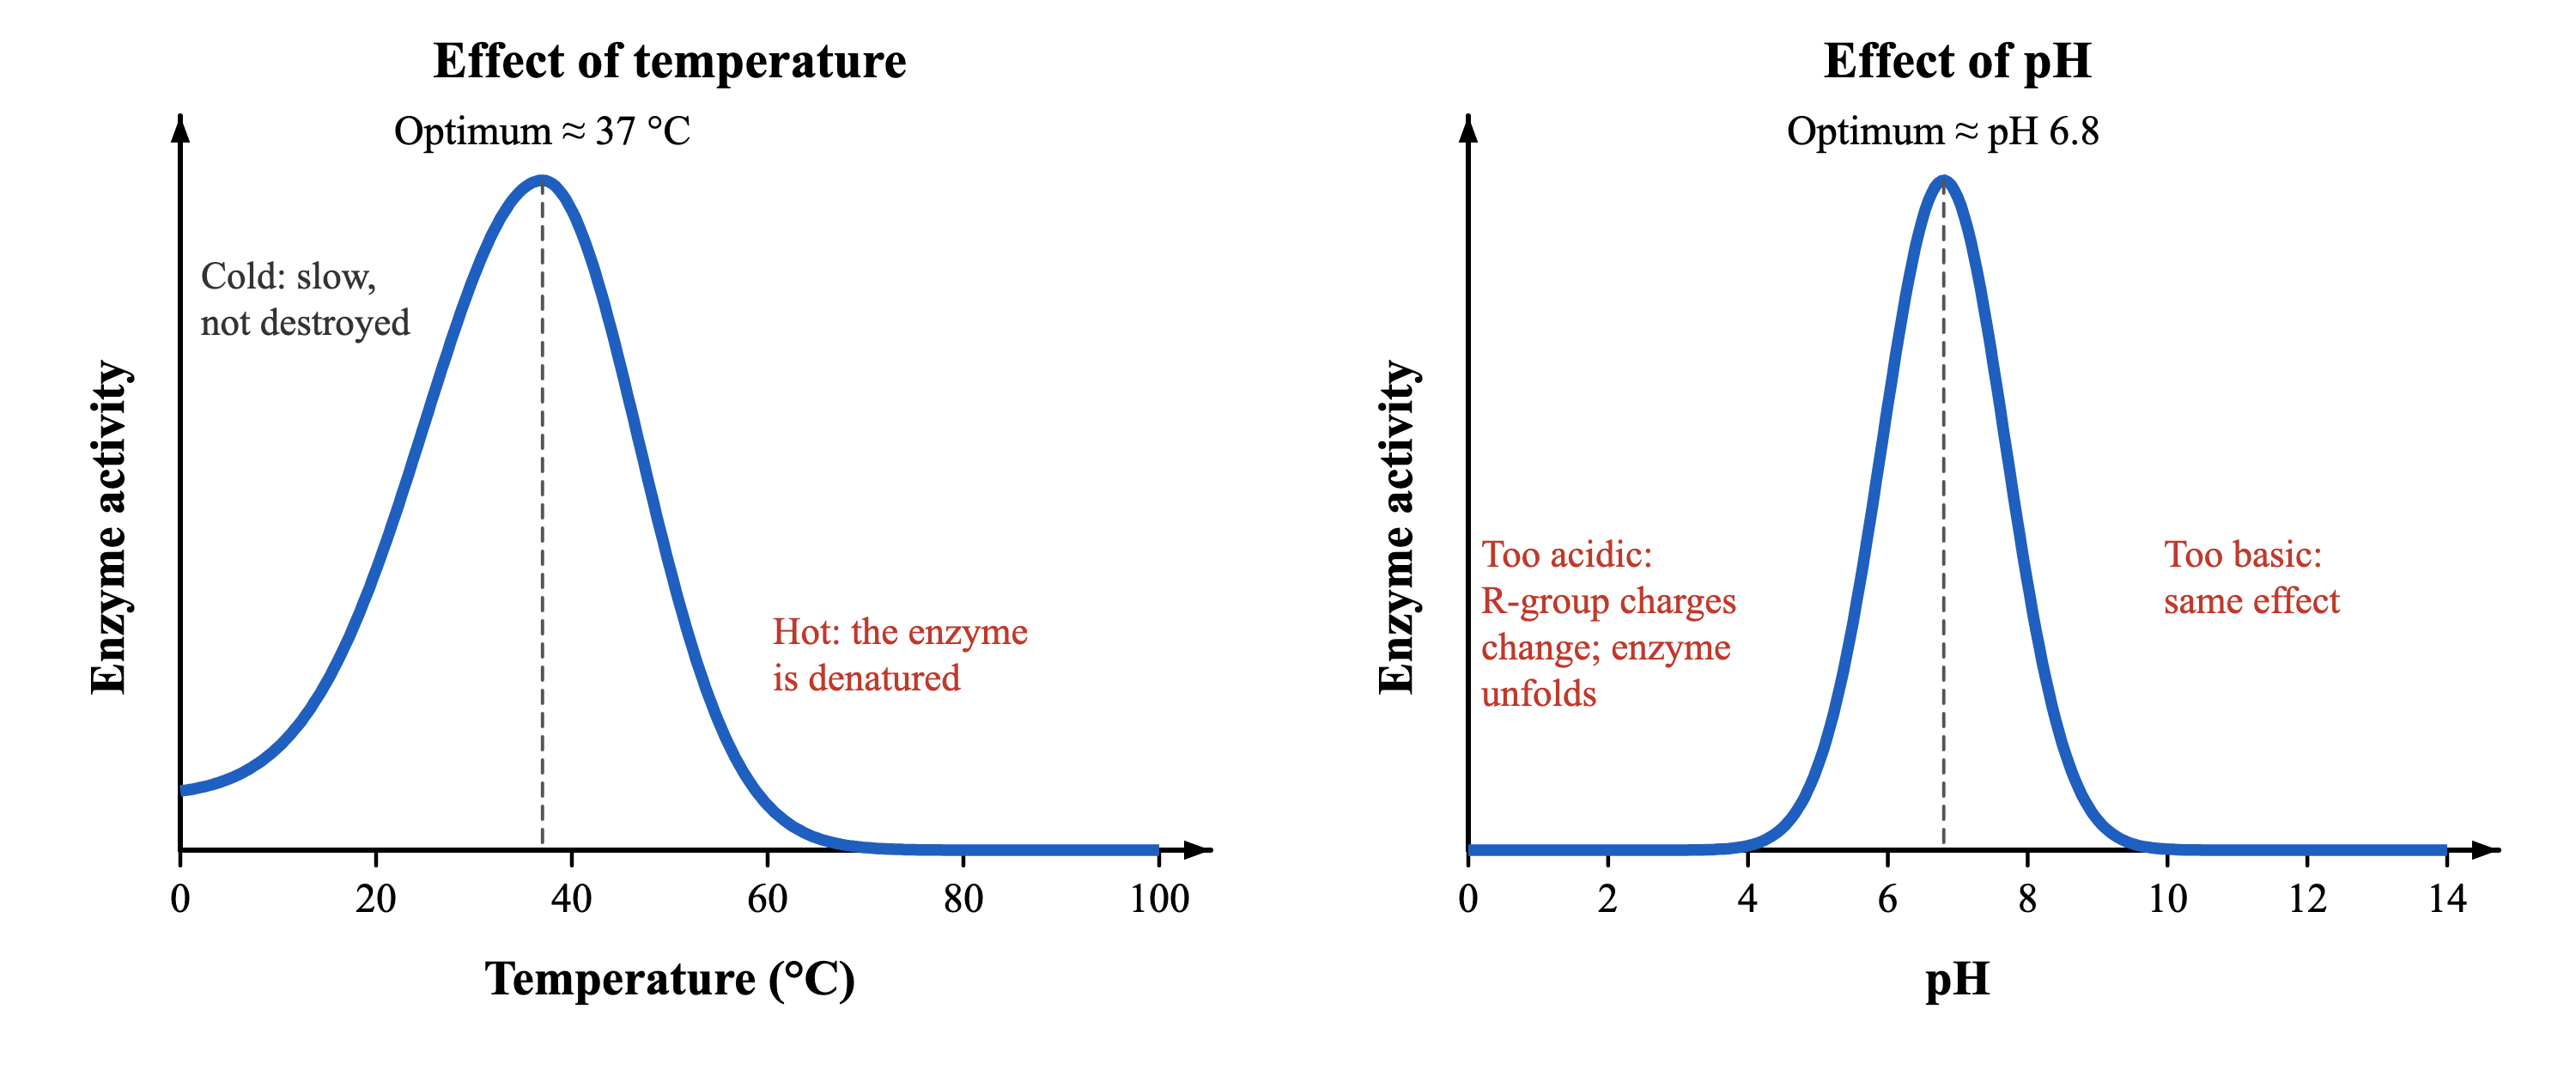 Effect of temperature
Optimum ≈ 37 °C
Cold: slow,
not destroyed
Hot: the enzyme
is denatured
Enzyme activity
0 20 40 60 80 100
Temperature (°C)
Effect of pH
Optimum ≈ pH 6.8
Too acidic:
R-group charges
change; enzyme
unfolds
Too basic:
same effect
Enzyme activity
0 2 4 6 8 10 12 14
pH